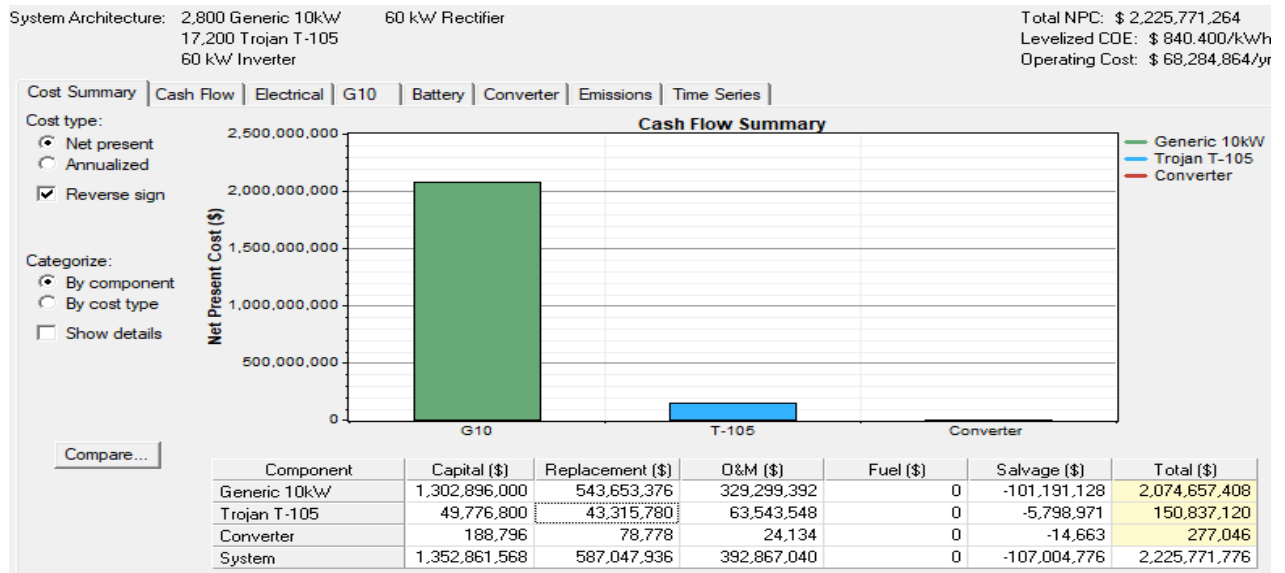 System Architecture: 2,800 Generic 10kW 60 kW Rectifier
17,200 Trojan T-105
60 kW Inverter
Total NPC: $ 2,225,771,264
Levelized COE: $ 840.400/kWh
Operating Cost: $ 68,284,864/yr
Cost Summary Cash Flow Electrical G10 Battery Converter Emissions Time Series
Cost type:
Net present
Annualized
Reverse sign
Categorize:
By component
By cost type
Show details
Compare...
Cash Flow Summary
Net Present Cost ($)
2,500,000,000
2,000,000,000
1,500,000,000
1,000,000,000
500,000,000
0
G10 T-105 Converter
Generic 10kW
Trojan T-105
Converter
Component Capital ($) Replacement ($) O&M ($) Fuel ($) Salvage ($) Total ($)
Generic 10kW 1,302,896,000 543,653,376 329,299,392 0 -101,191,128 2,074,657,408
Trojan T-105 49,776,800 43,315,780 63,543,548 0 -5,798,971 150,837,120
Converter 188,796 78,778 24,134 0 -14,663 277,046
System 1,352,861,568 587,047,936 392,867,040 0 -107,004,776 2,225,771,776